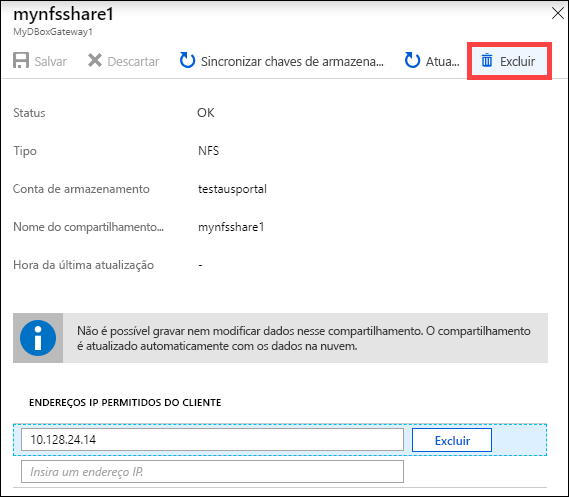 mynfsshare1
MyDBoxGateway1
Salvar Descartar Sincronizar chaves de armazena... Atua... Excluir
Status OK
Tipo NFS
Conta de armazenamento testausportal
Nome do compartilhamento... mynfsshare1
Hora da última atualização -
Não é possível gravar nem modificar dados nesse compartilhamento. O compartilhamento
é atualizado automaticamente com os dados na nuvem.
ENDEREÇOS IP PERMITIDOS DO CLIENTE
10.128.24.14 Excluir
Insira um endereço IP.